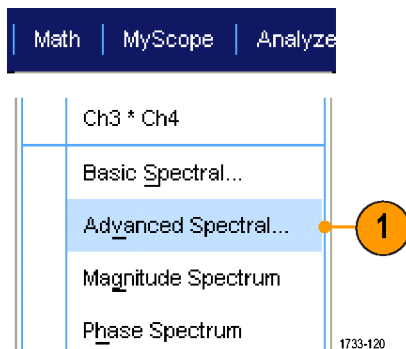 Math MyScope Analyze
Ch3 * Ch4
Basic Spectral...
Advanced Spectral... 1
Magnitude Spectrum
Phase Spectrum
1733-120